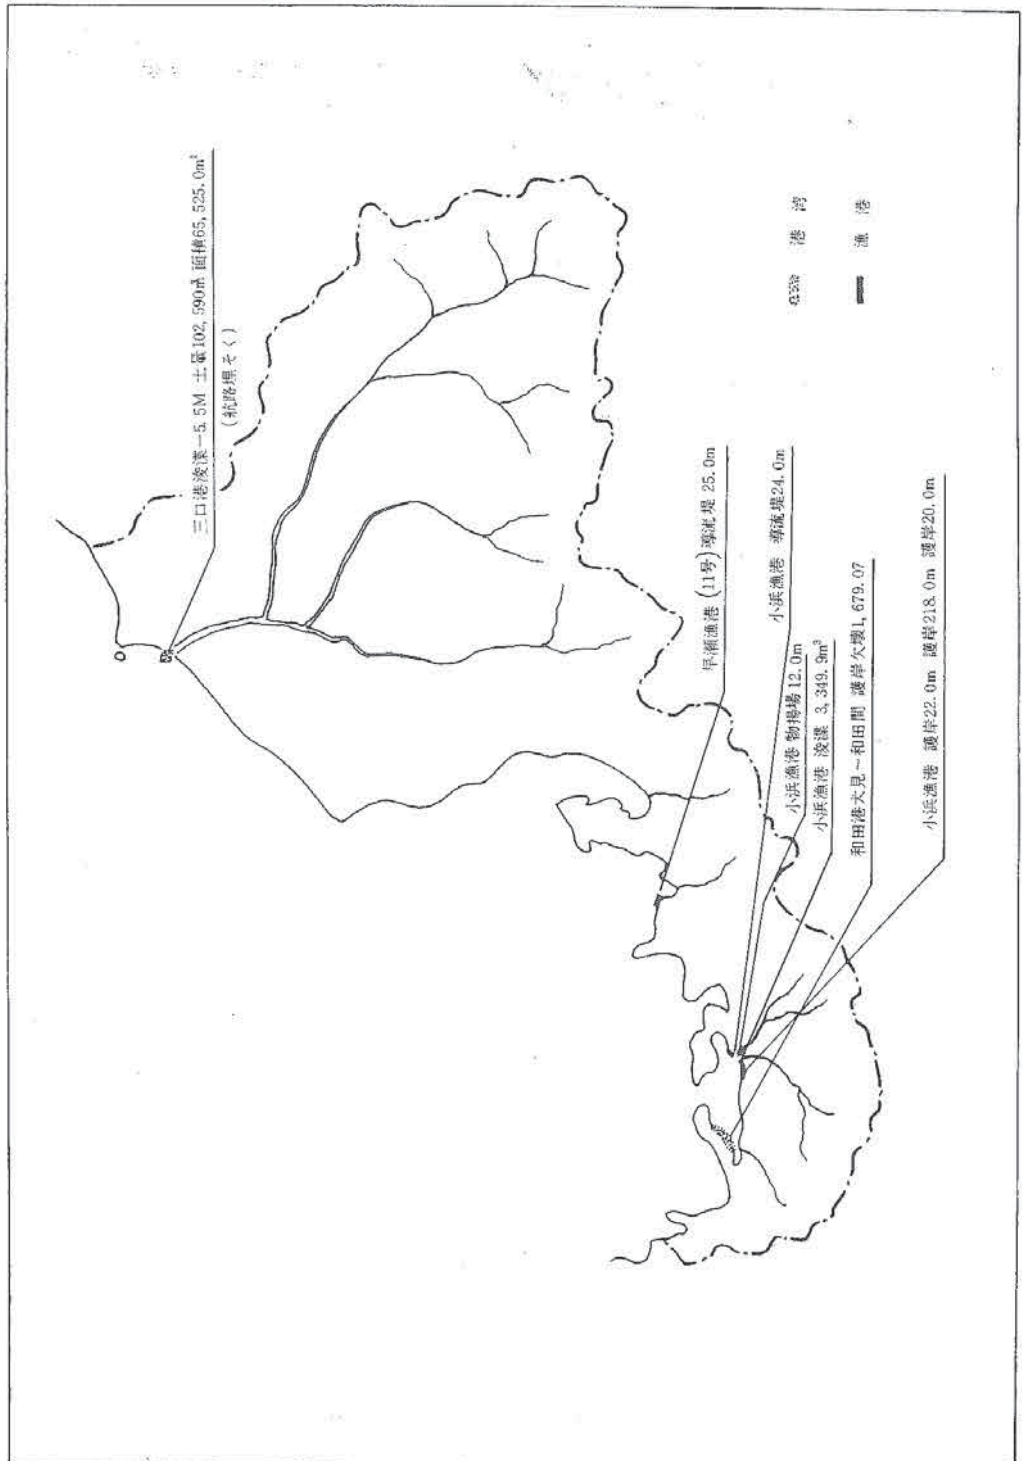 三口港浚渫－5.5M 土量102,590㎥ 面積65,525.0m²
(航路埋そく)
港湾
漁港
早瀬漁港 (11号) 導流堤 25.0m
小浜漁港 導流堤24.0m
小浜漁港 物揚場 12.0m
小浜漁港 浚渫 3,349.9m³
和田港犬見～和田間 護岸欠壊1,679.07
小浜漁港 護岸22.0m 護岸218.0m 護岸20.0m